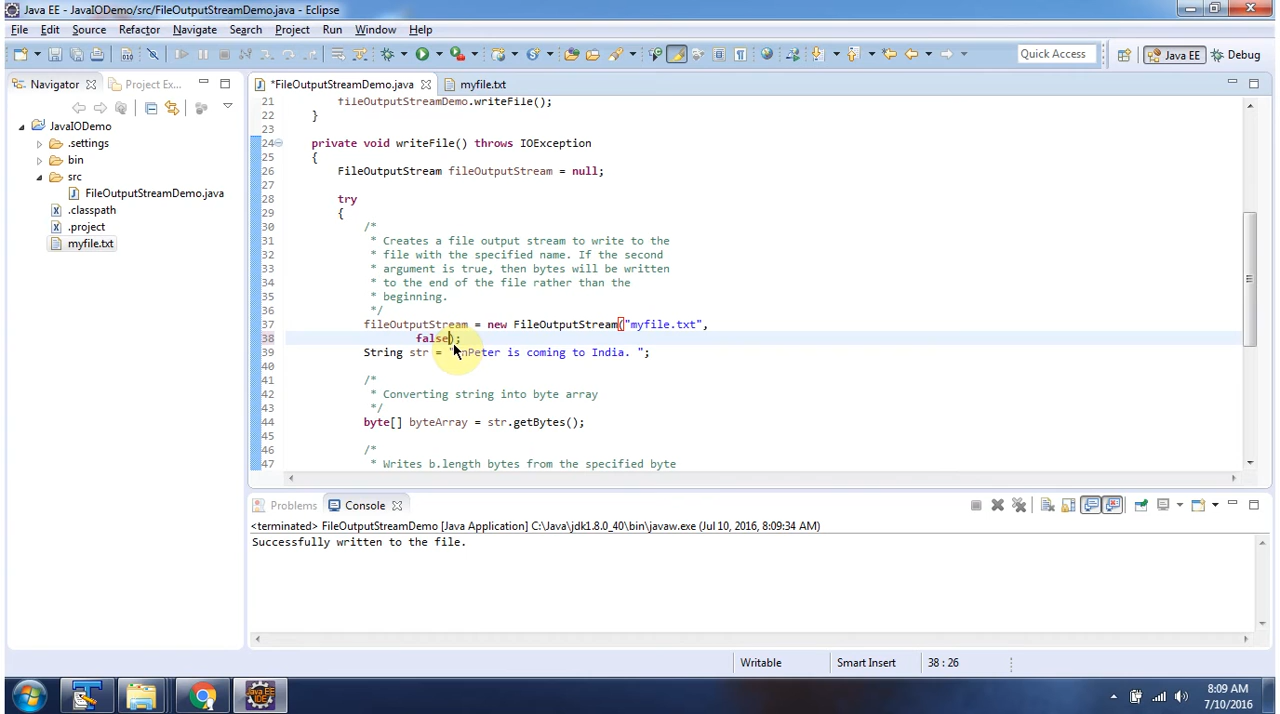 Java EE - JavaIODemo/src/FileOutputStreamDemo.java - Eclipse
File Edit Source Refactor Navigate Search Project Run Window Help
Quick Access
Java EE
Debug
Navigator
Project Ex...
*FileOutputStreamDemo.java
myfile.txt
JavaIODemo
.settings
bin
src
FileOutputStreamDemo.java
.classpath
.project
myfile.txt
21 fileOutputStreamDemo.writeFile();
22 }
23
24 private void writeFile() throws IOException
25 {
26 FileOutputStream fileOutputStream = null;
27
28 try
29 {
30 /*
31 * Creates a file output stream to write to the
32 * file with the specified name. If the second
33 * argument is true, then bytes will be written
34 * to the end of the file rather than the
35 * beginning.
36 */
37 fileOutputStream = new FileOutputStream("myfile.txt",
38 false);
39 String str = "\nPeter is coming to India. ";
40
41 /*
42 * Converting string into byte array
43 */
44 byte[] byteArray = str.getBytes();
45
46 /*
47 * Writes b.length bytes from the specified byte
Problems
Console
<terminated> FileOutputStreamDemo [Java Application] C:\Java\jdk1.8.0_40\bin\javaw.exe (Jul 10, 2016, 8:09:34 AM)
Successfully written to the file.
Writable
Smart Insert
38 : 26
Java EE
IDE
8:09 AM
7/10/2016